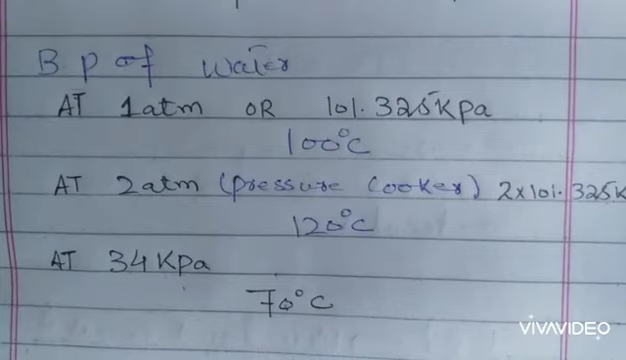 B P of Water
AT 1atm OR 101.325KPa
100°C
AT 2atm (Pressure Cooker) 2x101.325K
120°C
AT 34KPa
70°C
VIVAVIDEO